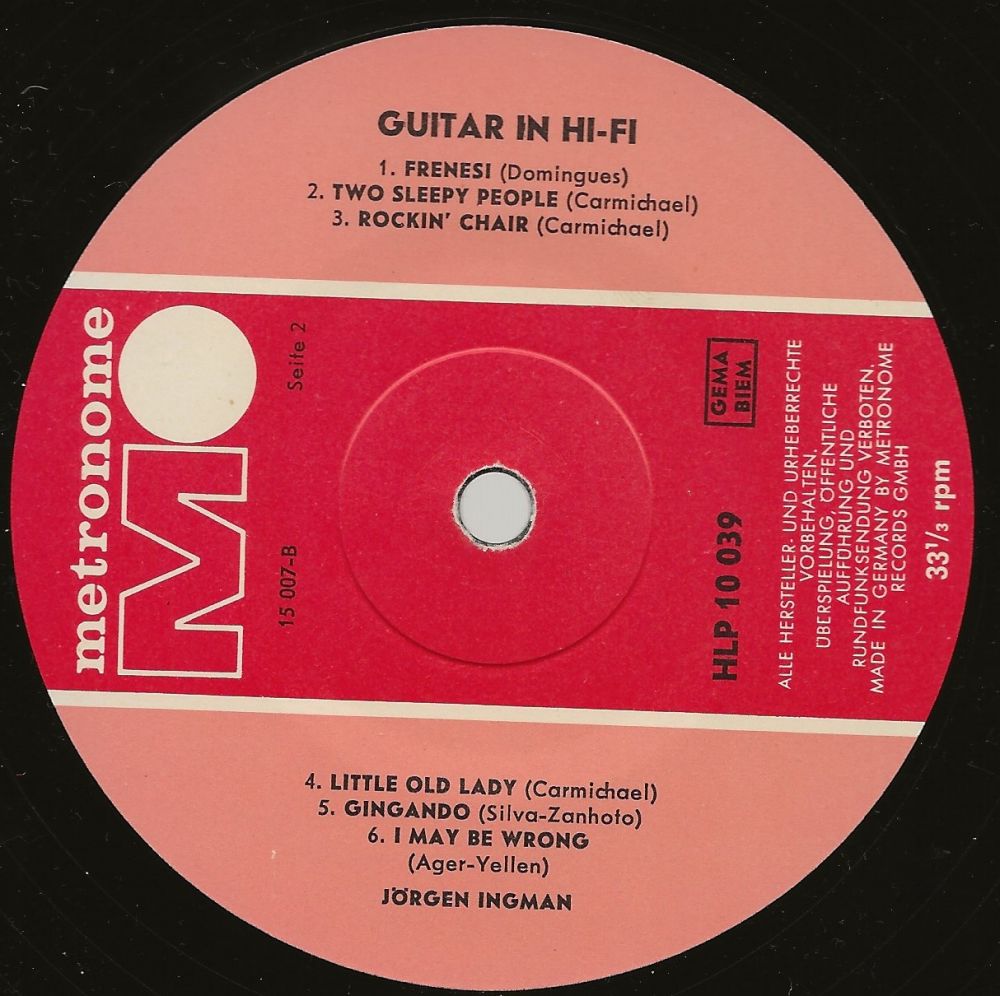 GUITAR IN HI-FI
1. FRENESI (Domingues)
2. TWO SLEEPY PEOPLE (Carmichael)
3. ROCKIN' CHAIR (Carmichael)
metronome
M
Seite 2
15 007-B
GEMA
BIEM
HLP 10 039
ALLE HERSTELLER- UND URHEBERRECHTE
VORBEHALTEN.
ÜBERSPIELUNG, ÖFFENTLICHE
AUFFÜHRUNG UND
RUNDFUNKSENDUNG VERBOTEN.
MADE IN GERMANY BY METRONOME
RECORDS GMBH
33 1/3 rpm
4. LITTLE OLD LADY (Carmichael)
5. GINGANDO (Silva-Zanhoto)
6. I MAY BE WRONG
(Ager-Yellen)
JÖRGEN INGMAN